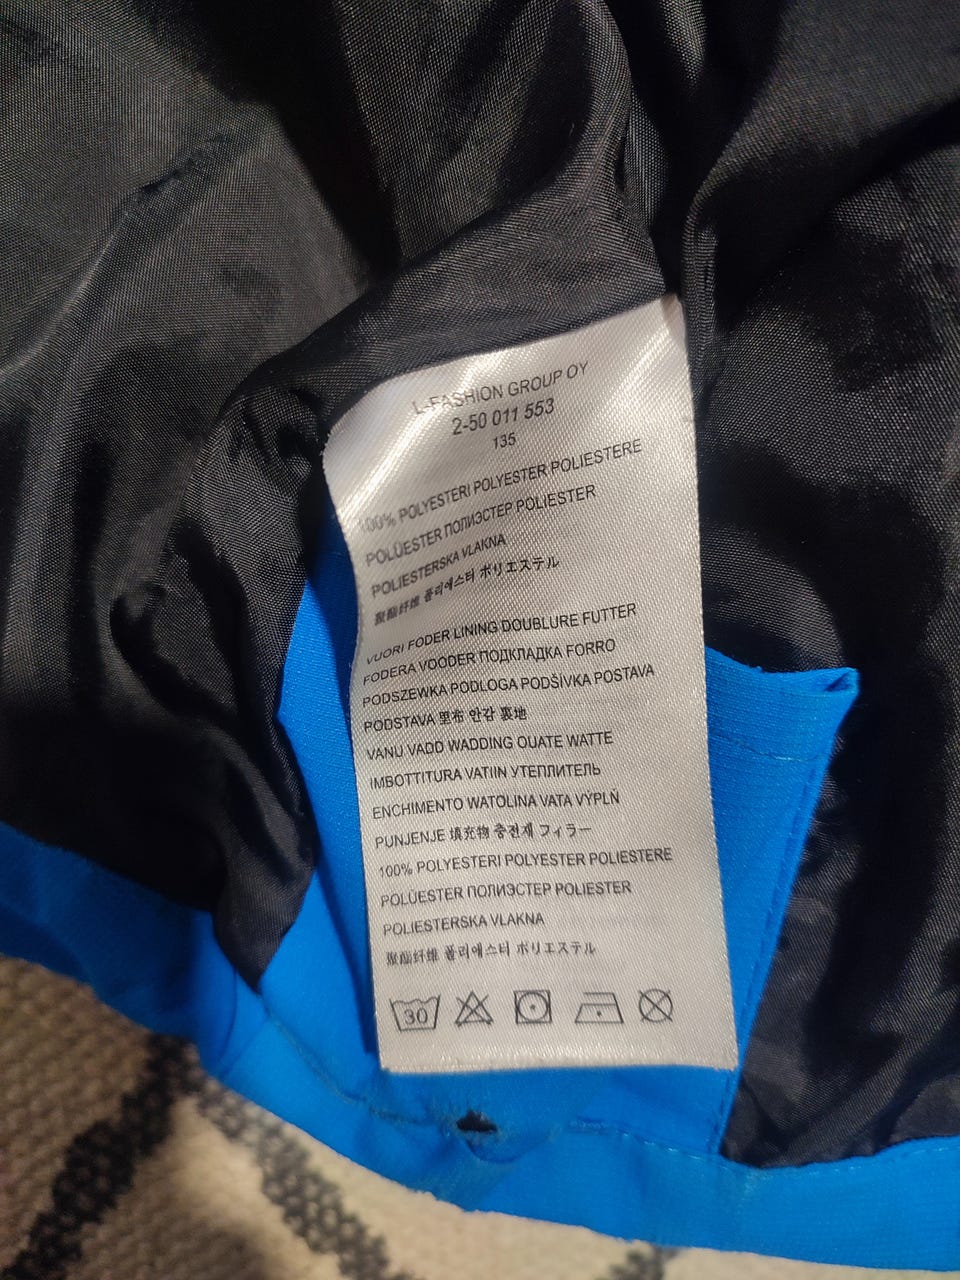 L-FASHION GROUP OY
2-50 011 553
135
100% POLYESTERI POLYESTER POLIESTERE
POLÜESTER ПОЛИЭСТЕР POLIESTER
POLIESTERSKA VLAKNA
聚酯纤维 폴리에스터 ポリエステル
VUORI FODER LINING DOUBLURE FUTTER
FODERA VOODER ПОДКЛАДКА FORRO
PODSZEWKA PODLOGA PODŠÍVKA POSTAVA
PODSTAVA 里布 안감 裏地
VANU VADD WADDING OUATE WATTE
IMBOTTITURA VATIIN УТЕПЛИТЕЛЬ
ENCHIMENTO WATOLINA VATA VÝPLŇ
PUNJENJE 填充物 충전재 フィラー
100% POLYESTERI POLYESTER POLIESTERE
POLÜESTER ПОЛИЭСТЕР POLIESTER
POLIESTERSKA VLAKNA
聚酯纤维 폴리에스터 ポリエステル
30